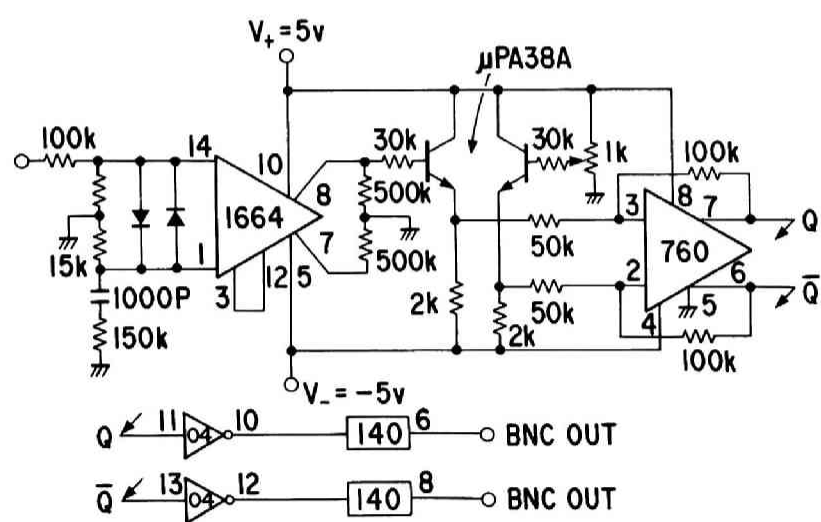 V+ = 5v
μPA38A
100k
14
10
30k
30k
1k
100k
8
500k
3
8
7
Q
1664
50k
760
15k
1
7
500k
2
6
Q̄
12
5
1000P
3
2k
50k
5
150k
2k
4
100k
V- = -5v
Q
11
04
10
140
6
BNC OUT
Q̄
13
04
12
140
8
BNC OUT